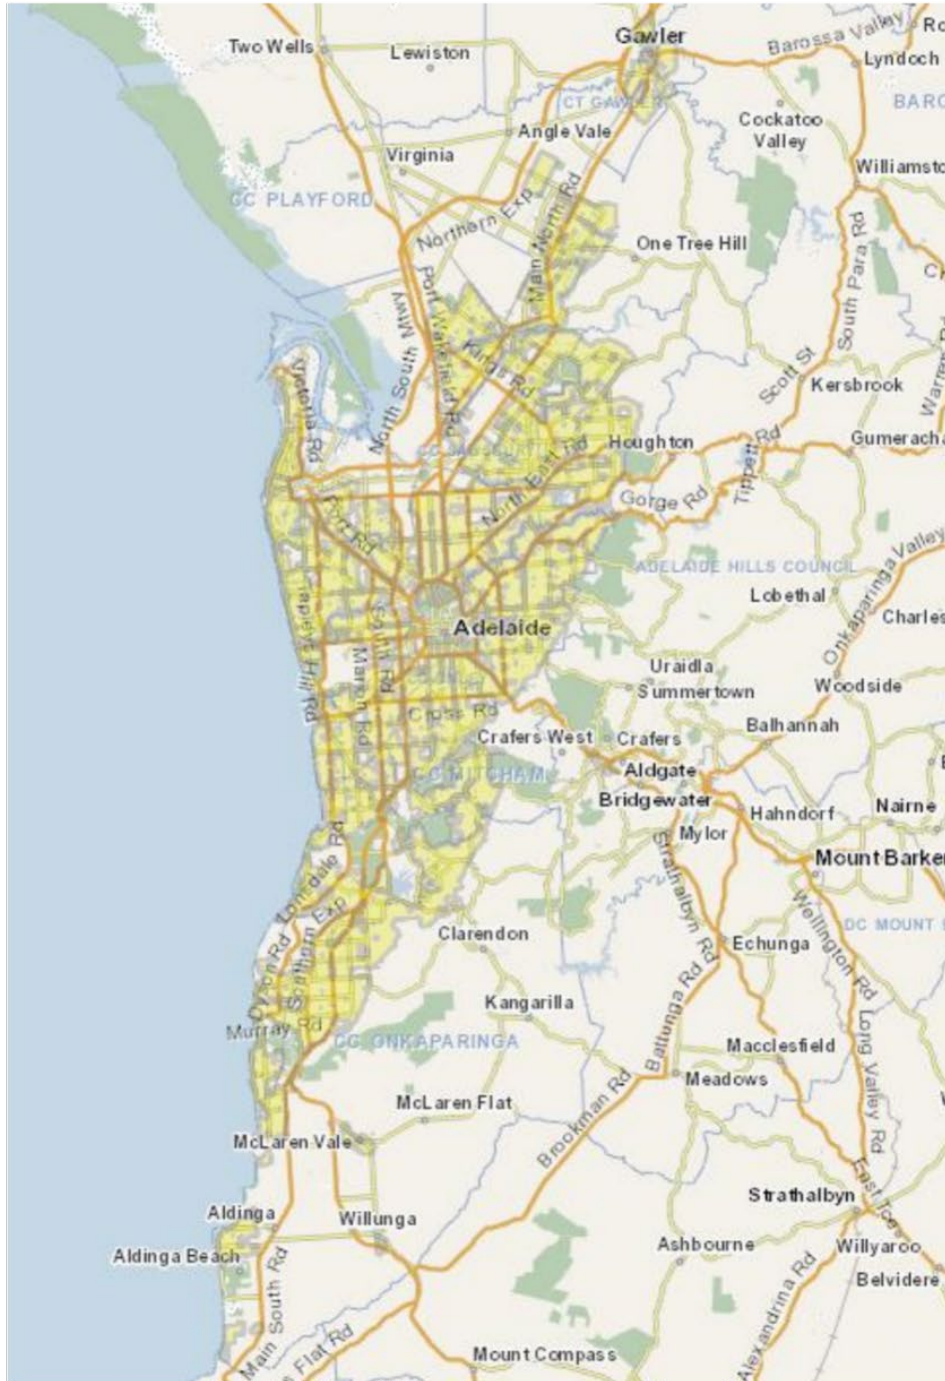 Gawler
Barossa Valley
Two Wells
Lewiston
Lyndoch
CT GAWLER
BARO
Cockatoo
Valley
Angle Vale
Virginia
Williamsto
CC PLAYFORD
Northern Exp
Main North Rd
One Tree Hill
South Para Rd
Port Wakefield Rd
North South Mtwy
Kings Rd
Scott St
Kersbrook
Victoria Rd
Houghton
Tippett Rd
Gumeracha
North East Rd
Gorge Rd
Port Rd
ADELAIDE HILLS COUNCIL
Onkaparinga Valley
Lobethal
Charles
Tapleys Hill Rd
South Rd
Adelaide
Marion Rd
Uraidla
Summertown
Woodside
Cross Rd
Balhannah
Crafers West
Crafers
CC MITCHAM
Aldgate
Bridgewater
Hahndorf
Nairne
Mylor
Lonsdale Rd
Strathalbyn Rd
Mount Barker
Wellington Rd
Southern Exp
Clarendon
Echunga
DC MOUNT
Dyson Rd
Kangarilla
Battunga Rd
Murray Rd
CC ONKAPARINGA
Macclesfield
Long Valley Rd
Meadows
McLaren Flat
Brookman Rd
McLaren Vale
East Tce
Strathalbyn
Aldinga
Willunga
Aldinga Beach
Ashbourne
Willyaroo
Belvidere
Main South Rd
Flat Rd
Alexandrina Rd
Mount Compass